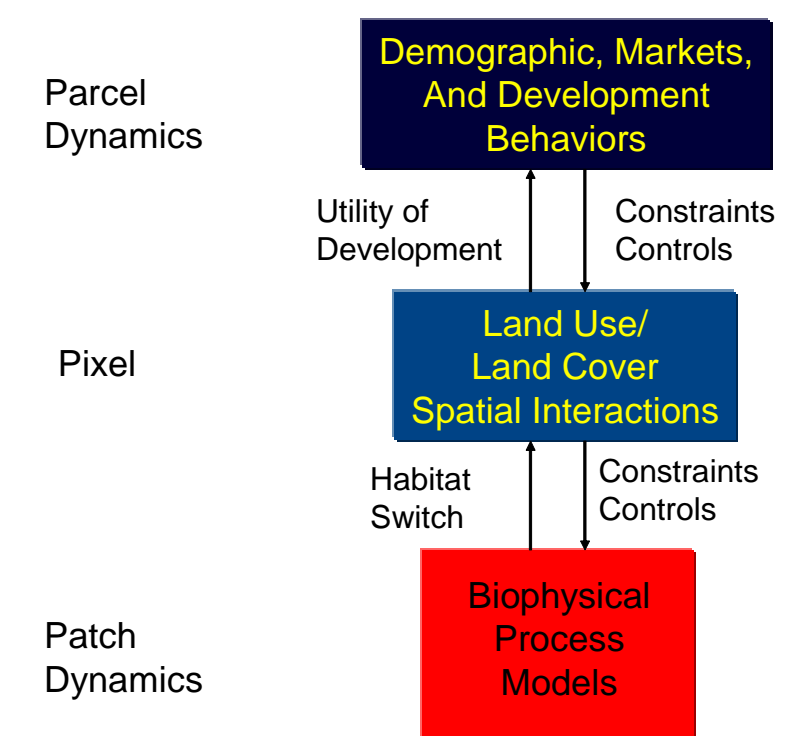 Demographic, Markets,
And Development
Behaviors
Parcel
Dynamics
Utility of
Development
Constraints
Controls
Land Use/
Land Cover
Spatial Interactions
Pixel
Habitat
Switch
Constraints
Controls
Biophysical
Process
Models
Patch
Dynamics